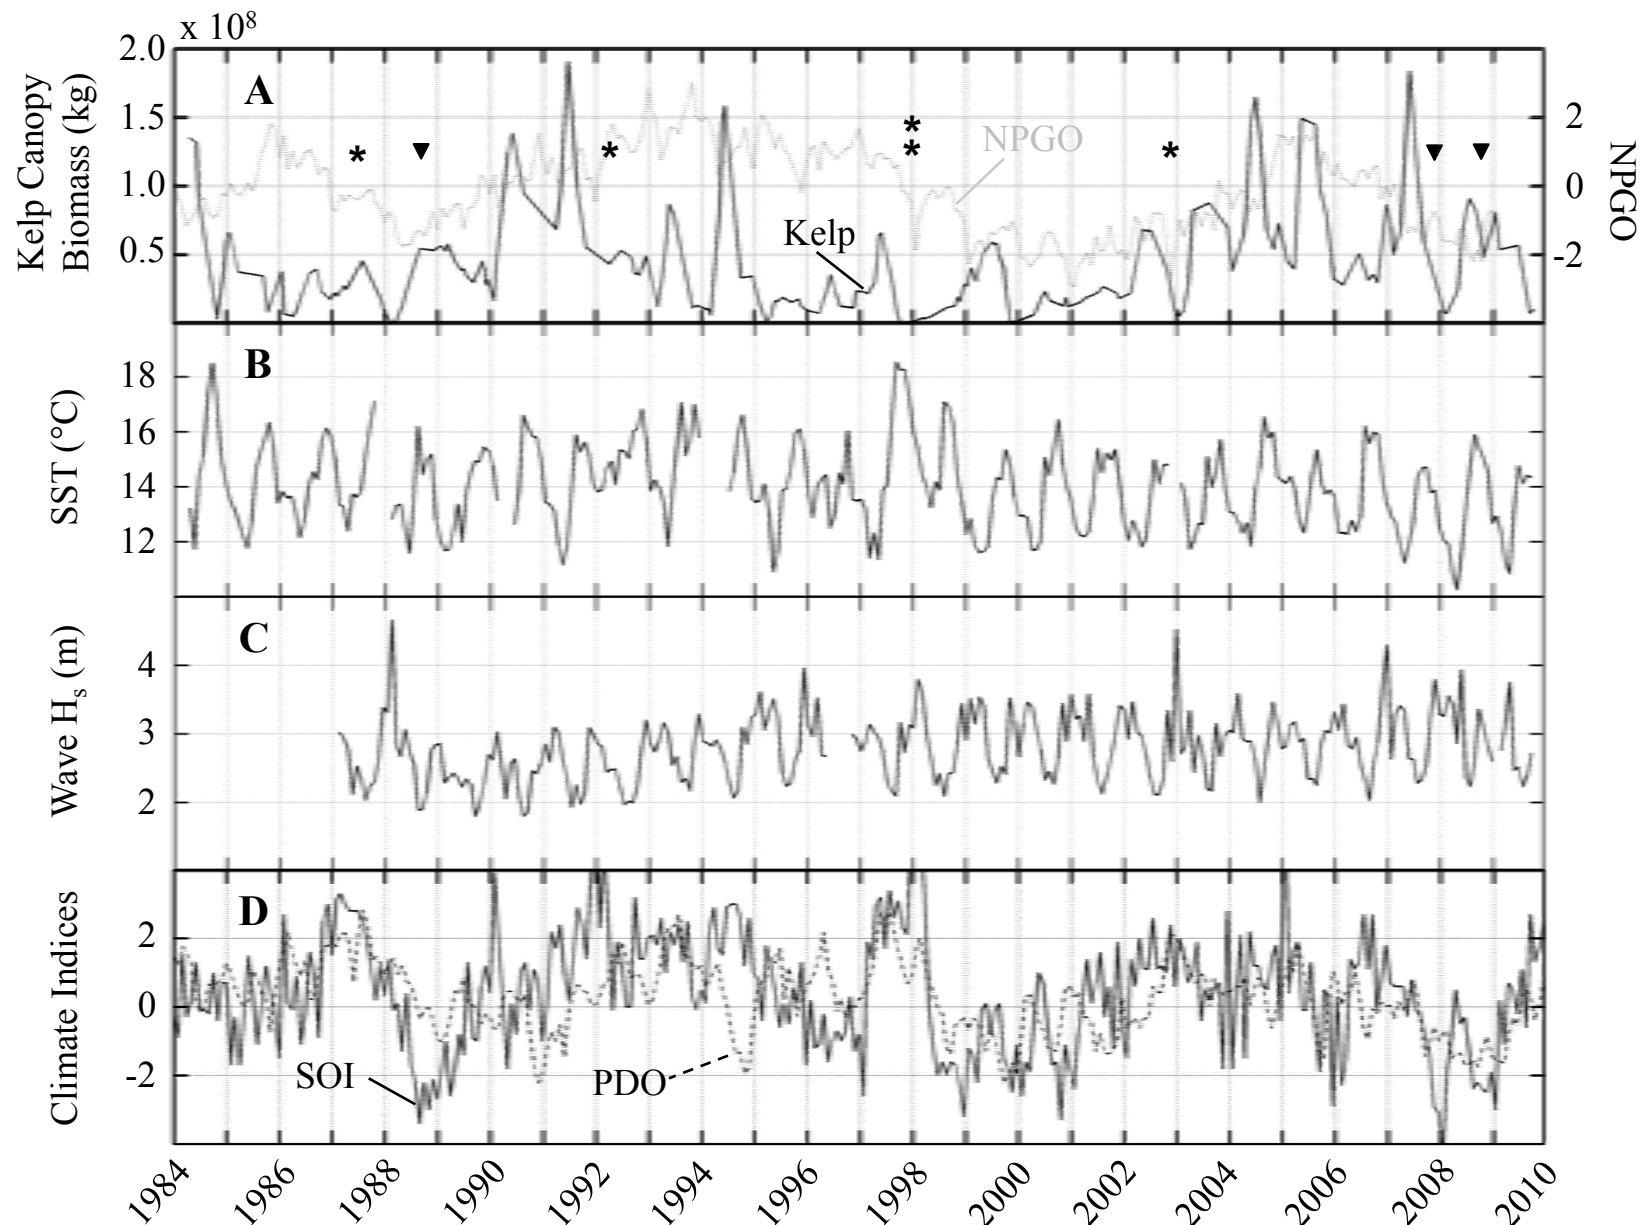 x 10⁸
2.0
1.5
1.0
0.5
Kelp Canopy
Biomass (kg)
A
*
▼
*
*
*
*
▼
▼
NPGO
Kelp
2
0
-2
NPGO
B
18
16
14
12
SST (°C)
C
4
3
2
Wave Hₛ (m)
D
2
0
-2
Climate Indices
SOI
PDO
1984
1986
1988
1990
1992
1994
1996
1998
2000
2002
2004
2006
2008
2010